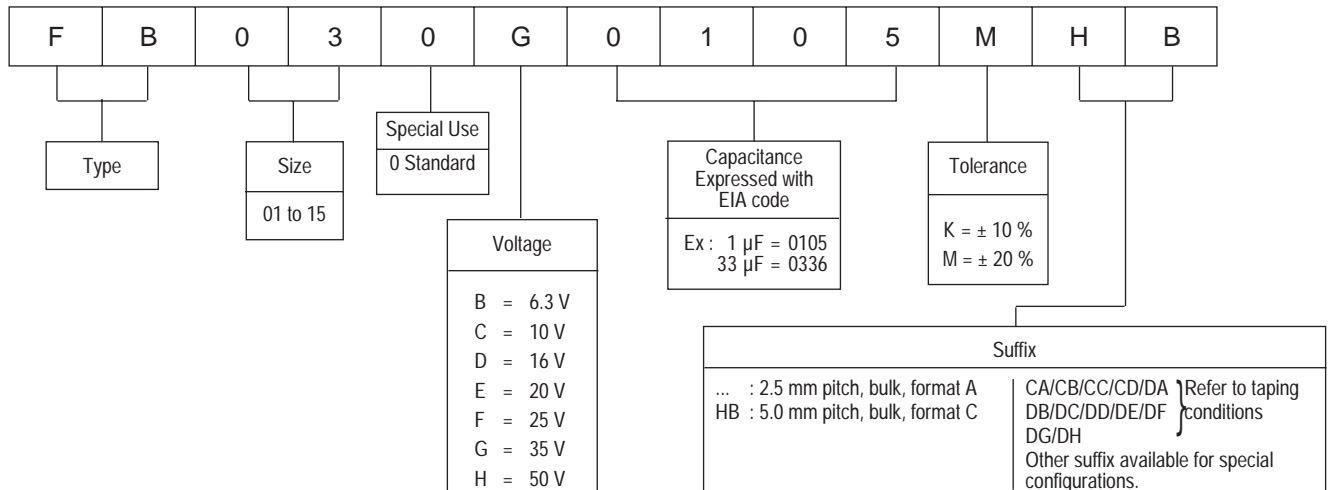 F B 0 3 0 G 0 1 0 5 M H B
Type
Size
01 to 15
Special Use
0 Standard
Voltage
B = 6.3 V
C = 10 V
D = 16 V
E = 20 V
F = 25 V
G = 35 V
H = 50 V
Capacitance
Expressed with
EIA code
Ex : 1 µF = 0105
33 µF = 0336
Tolerance
K = ± 10 %
M = ± 20 %
Suffix
... : 2.5 mm pitch, bulk, format A
HB : 5.0 mm pitch, bulk, format C
CA/CB/CC/CD/DA
DB/DC/DD/DE/DF
DG/DH
} Refer to taping
conditions
Other suffix available for special
configurations.